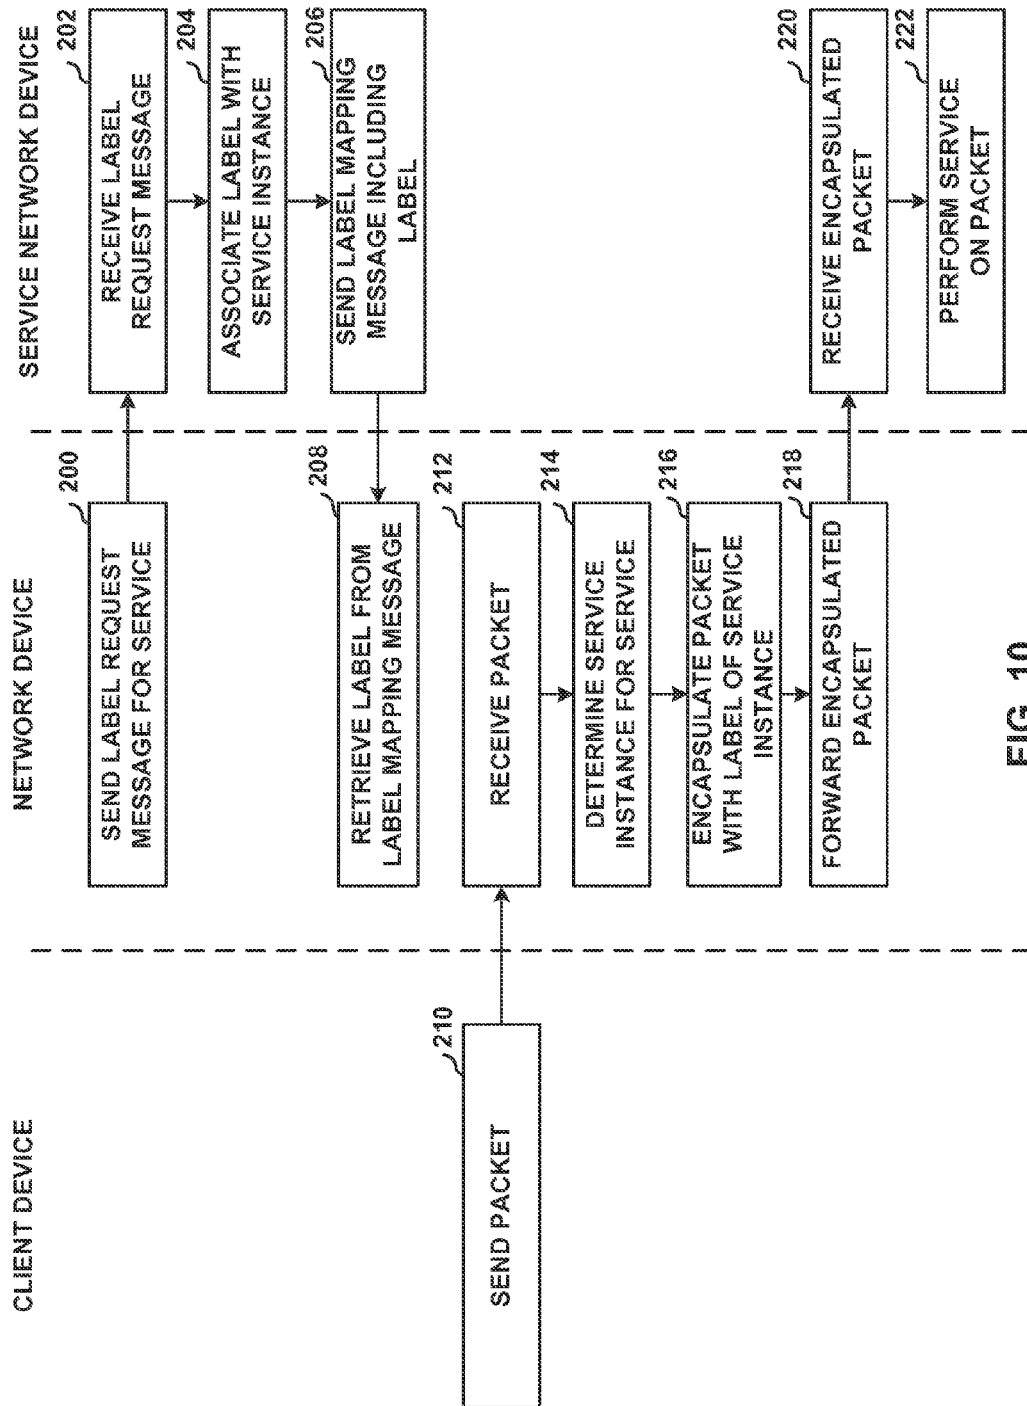 CLIENT DEVICE
NETWORK DEVICE
SERVICE NETWORK DEVICE
200
SEND LABEL REQUEST
MESSAGE FOR SERVICE
202
RECEIVE LABEL
REQUEST MESSAGE
204
ASSOCIATE LABEL WITH
SERVICE INSTANCE
206
SEND LABEL MAPPING
MESSAGE INCLUDING
LABEL
208
RETRIEVE LABEL FROM
LABEL MAPPING MESSAGE
210
SEND PACKET
212
RECEIVE PACKET
214
DETERMINE SERVICE
INSTANCE FOR SERVICE
216
ENCAPSULATE PACKET
WITH LABEL OF SERVICE
INSTANCE
218
FORWARD ENCAPSULATED
PACKET
220
RECEIVE ENCAPSULATED
PACKET
222
PERFORM SERVICE
ON PACKET
FIG. 10